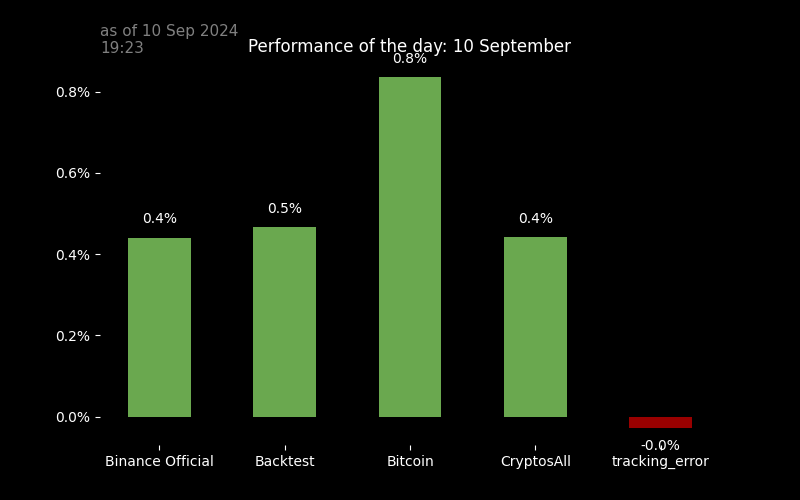 as of 10 Sep 2024
19:23
Performance of the day: 10 September
0.8%
0.8%
0.6%
0.4%
0.2%
0.0%
0.4%
0.5%
0.4%
-0.0%
Binance Official
Backtest
Bitcoin
CryptosAll
tracking_error